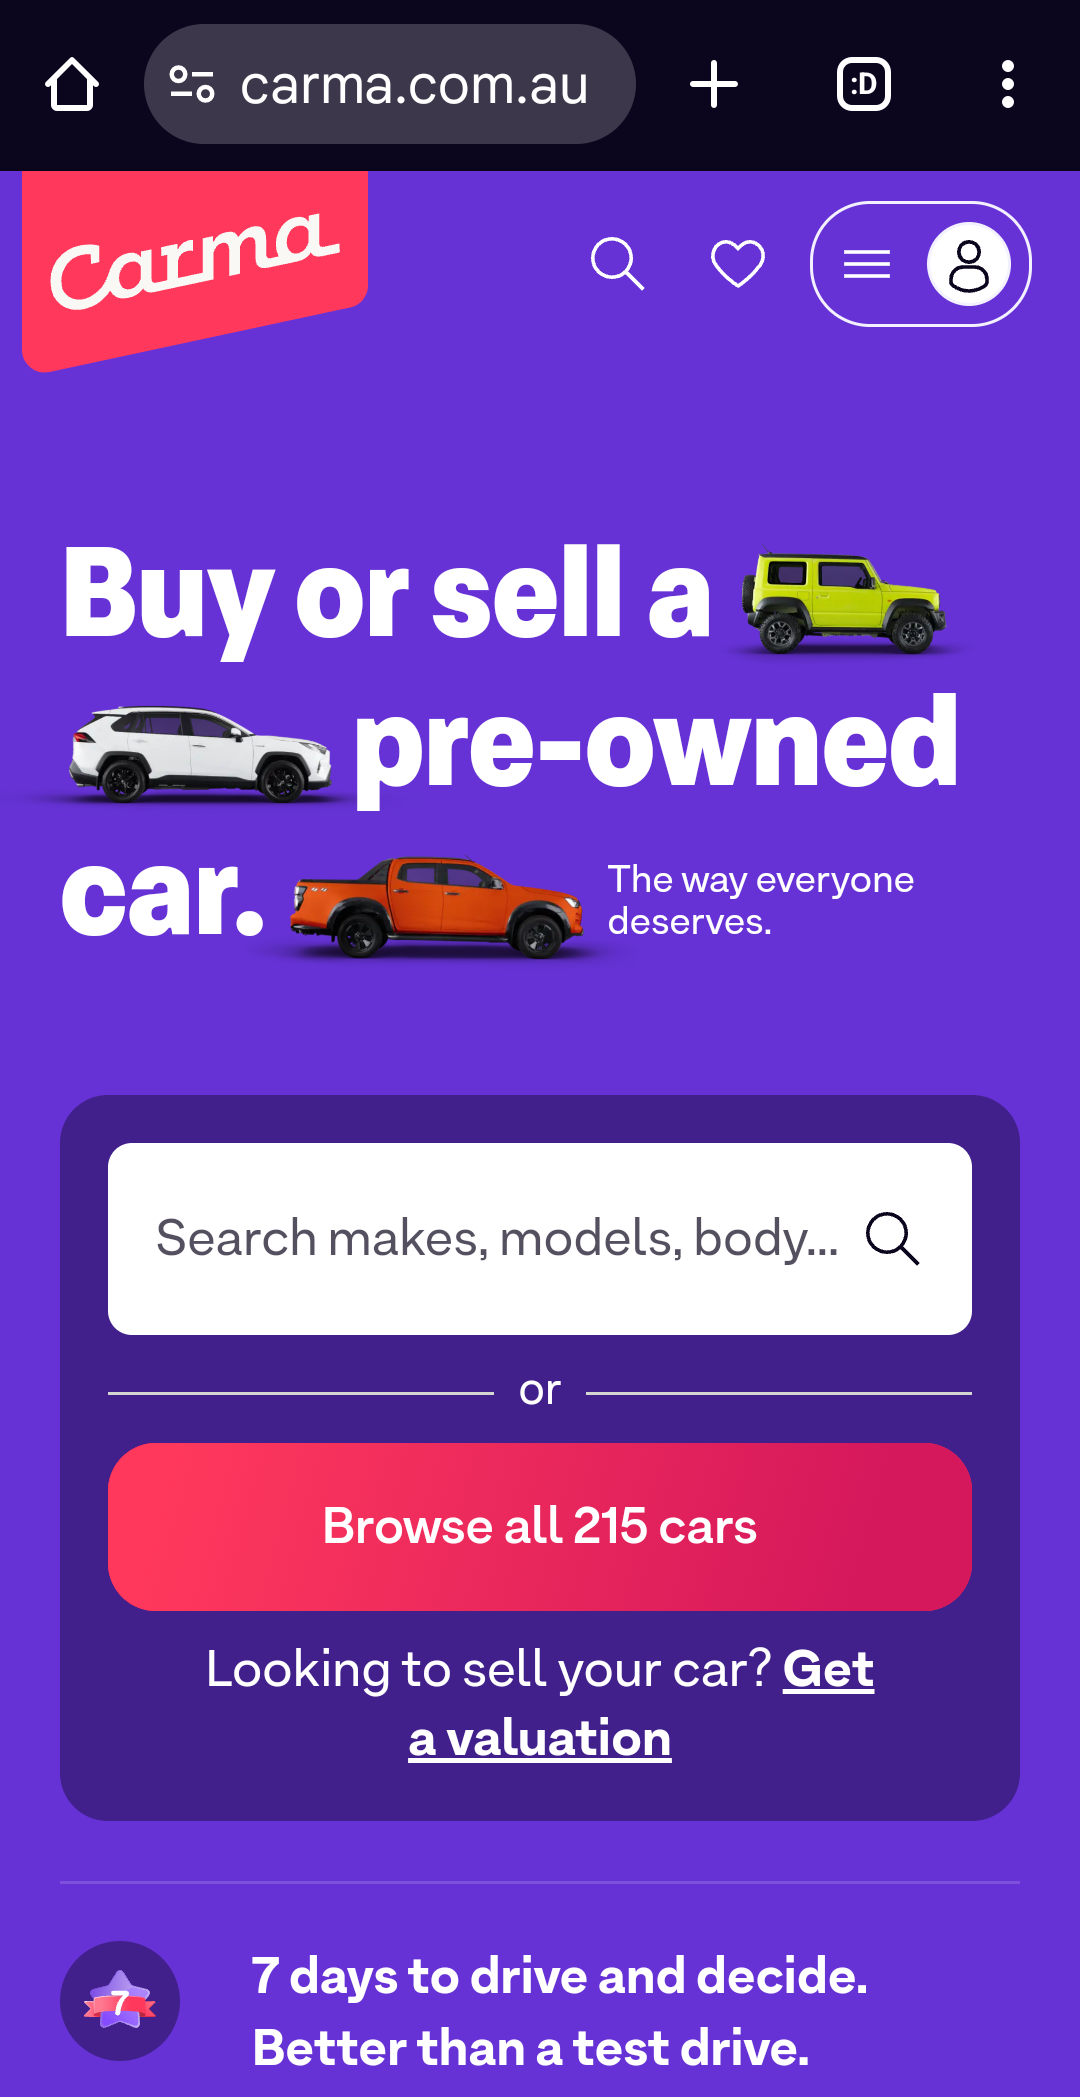 carma.com.au
:D
Carma
Buy or sell a
pre-owned
car.
The way everyone
deserves.
Search makes, models, body...
or
Browse all 215 cars
Looking to sell your car? Get
a valuation
7
7 days to drive and decide.
Better than a test drive.